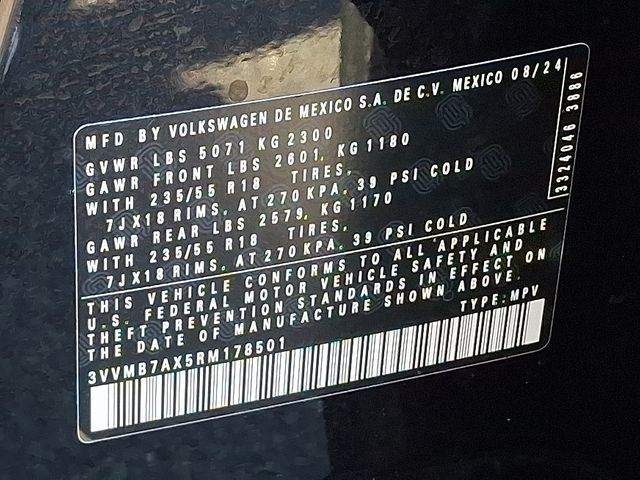 MFD BY VOLKSWAGEN DE MEXICO S.A. DE C.V. MEXICO 08/24
GVWR LBS 5071 KG 2300
GAWR FRONT LBS 2601, KG 1180
WITH 235/55 R18 TIRES,
7JX18 RIMS, AT 270 KPA, 39 PSI COLD
GAWR REAR LBS 2579, KG 1170
WITH 235/55 R18 TIRES,
7JX18 RIMS, AT 270 KPA, 39 PSI COLD
THIS VEHICLE CONFORMS TO ALL APPLICABLE
U.S. FEDERAL MOTOR VEHICLE SAFETY AND
THEFT PREVENTION STANDARDS IN EFFECT ON
THE DATE OF MANUFACTURE SHOWN ABOVE.
3VVMB7AX5RM178501 TYPE: MPV
3324046 3886